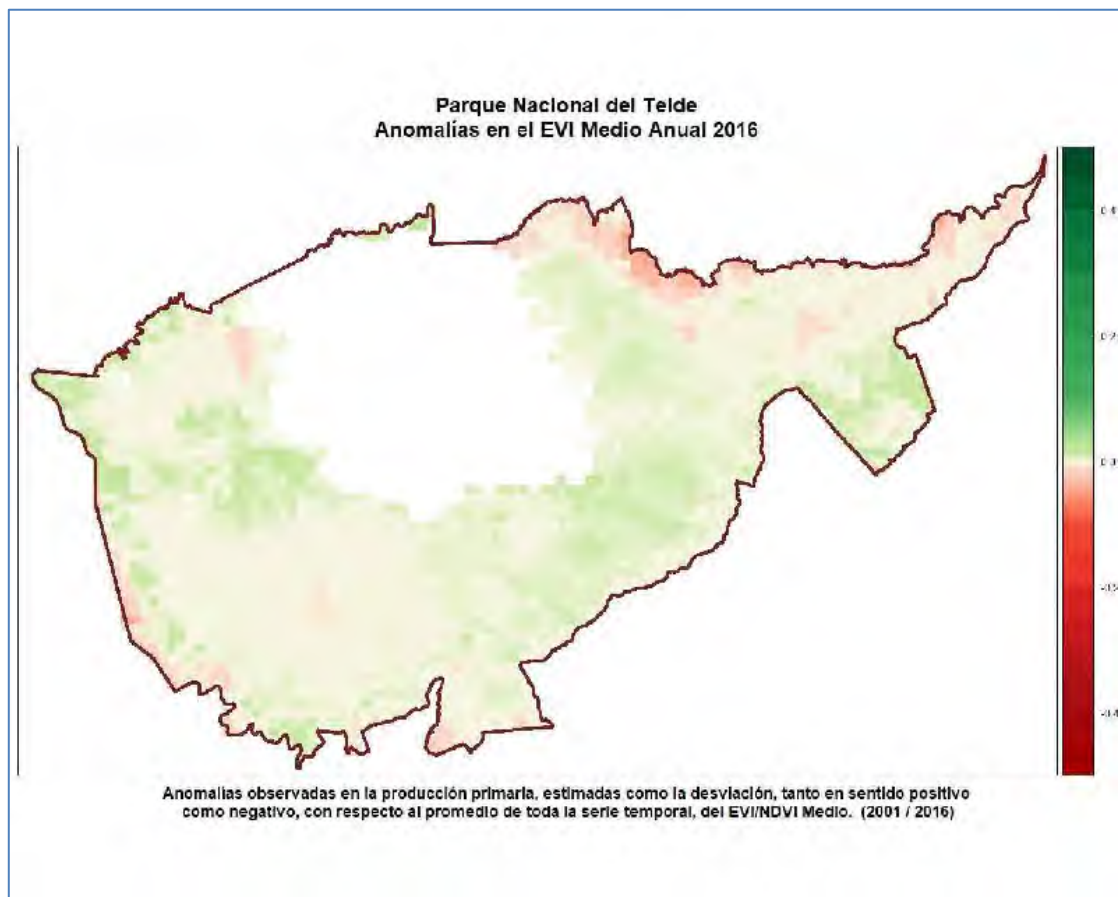 Parque Nacional del Teide
Anomalías en el EVI Medio Anual 2016
Anomalías observadas en la producción primaria, estimadas como la desviación, tanto en sentido positivo
como negativo, con respecto al promedio de toda la serie temporal, del EVI/NDVI Medio. (2001 / 2016)